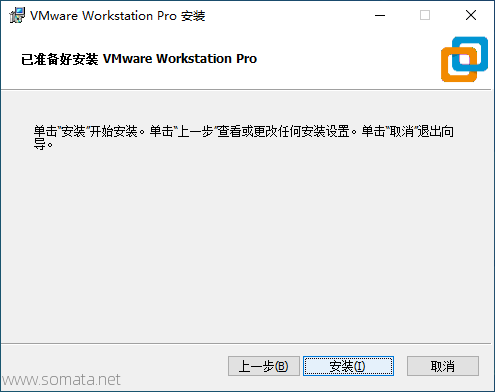 VMware Workstation Pro 安装
已准备好安装 VMware Workstation Pro
单击“安装”开始安装。单击“上一步”查看或更改任何安装设置。单击“取消”退出向
导。
上一步(B)
安装(I)
取消
www.somata.net